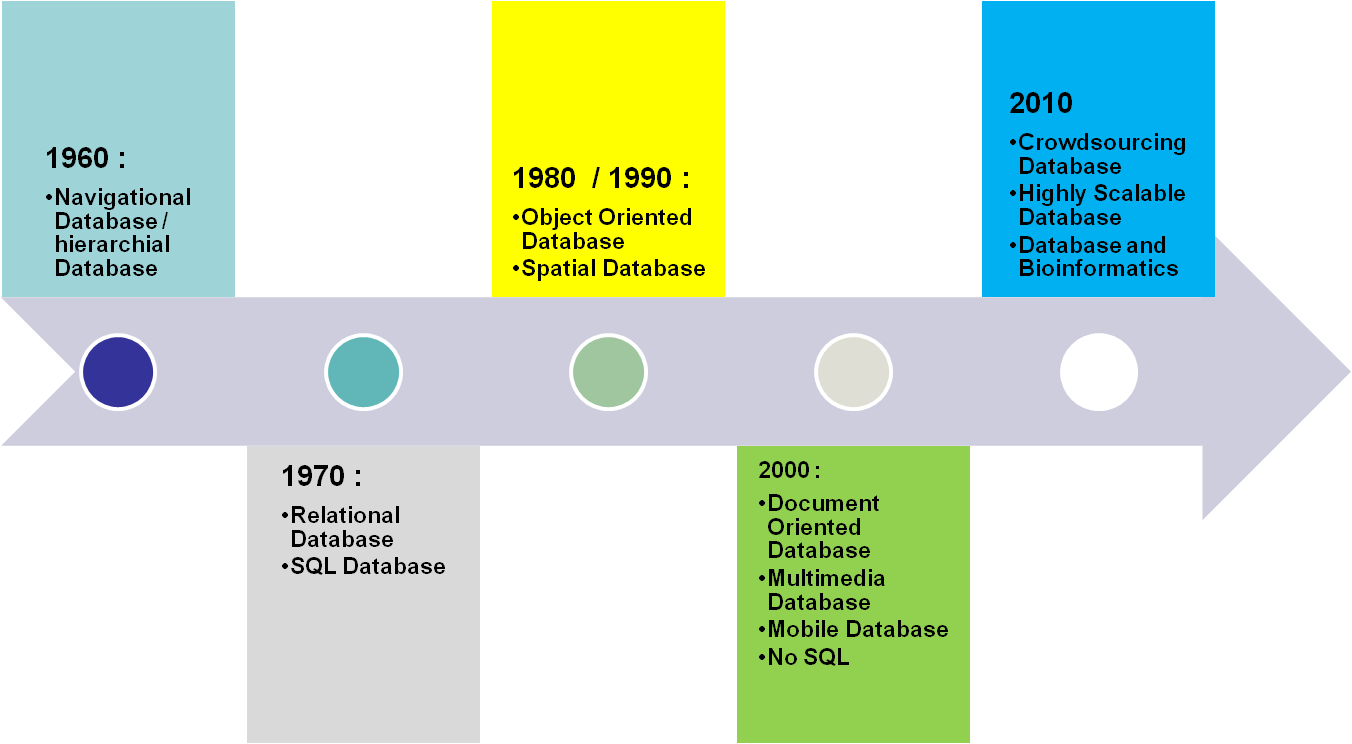 1960 :
•Navigational
Database /
hierarchial
Database
1970 :
•Relational
Database
•SQL Database
1980 / 1990 :
•Object Oriented
Database
•Spatial Database
2000 :
•Document
Oriented
Database
•Multimedia
Database
•Mobile Database
•No SQL
2010
•Crowdsourcing
Database
•Highly Scalable
Database
•Database and
Bioinformatics